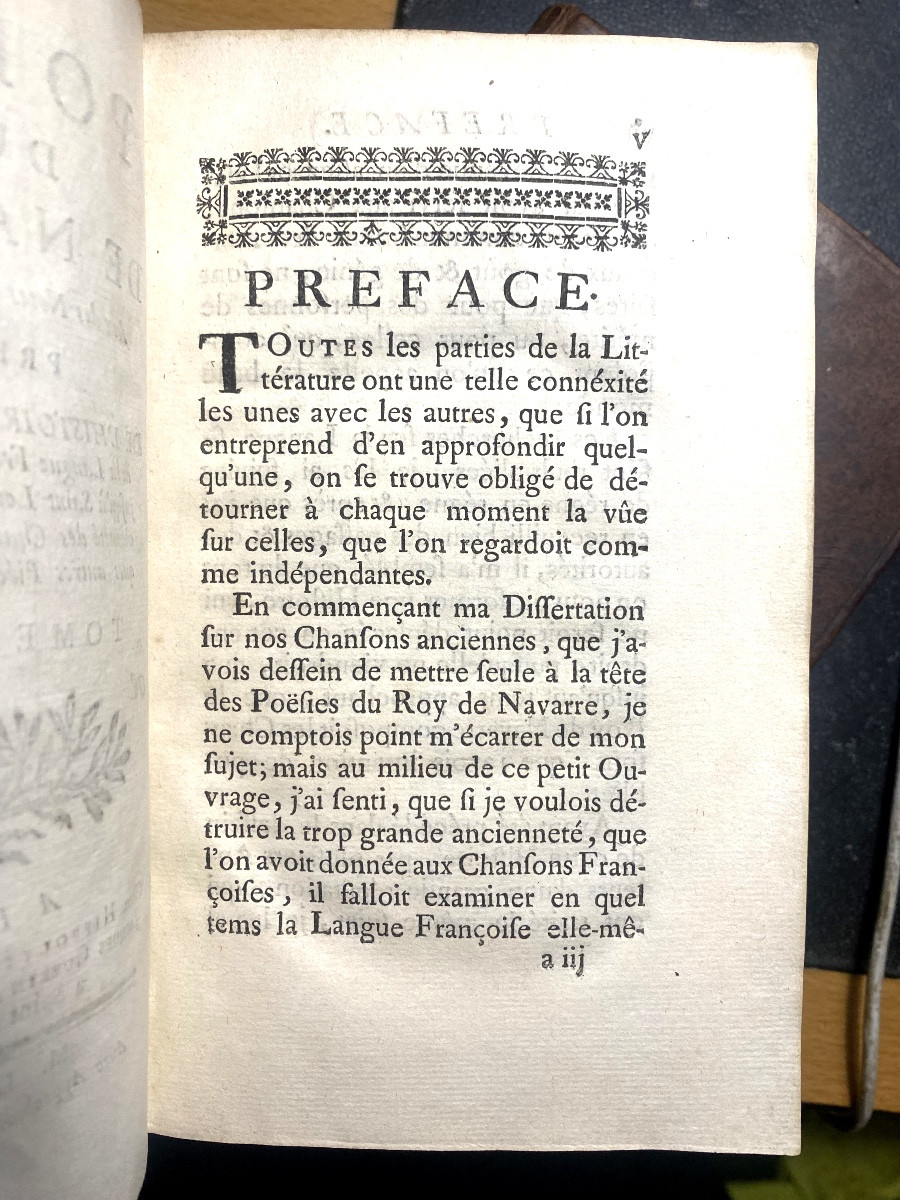 v
PREFACE.
TOUTES les parties de la Lit-
térature ont une telle connéxité
les unes avec les autres, que ſi l'on
entreprend d'en approfondir quel-
qu'une, on ſe trouve obligé de dé-
tourner à chaque moment la vûe
ſur celles, que l'on regardoit com-
me indépendantes.
En commençant ma Diſſertation
ſur nos Chanſons anciennes, que j'a-
vois deſſein de mettre ſeule à la tête
des Poëſies du Roy de Navarre, je
ne comptois point m'écarter de mon
ſujet; mais au milieu de ce petit Ou-
vrage, j'ai ſenti, que ſi je voulois dé-
truire la trop grande ancienneté, que
l'on avoit donnée aux Chanſons Fran-
çoiſes, il falloit examiner en quel
tems la Langue Françoiſe elle-mê-
a iij